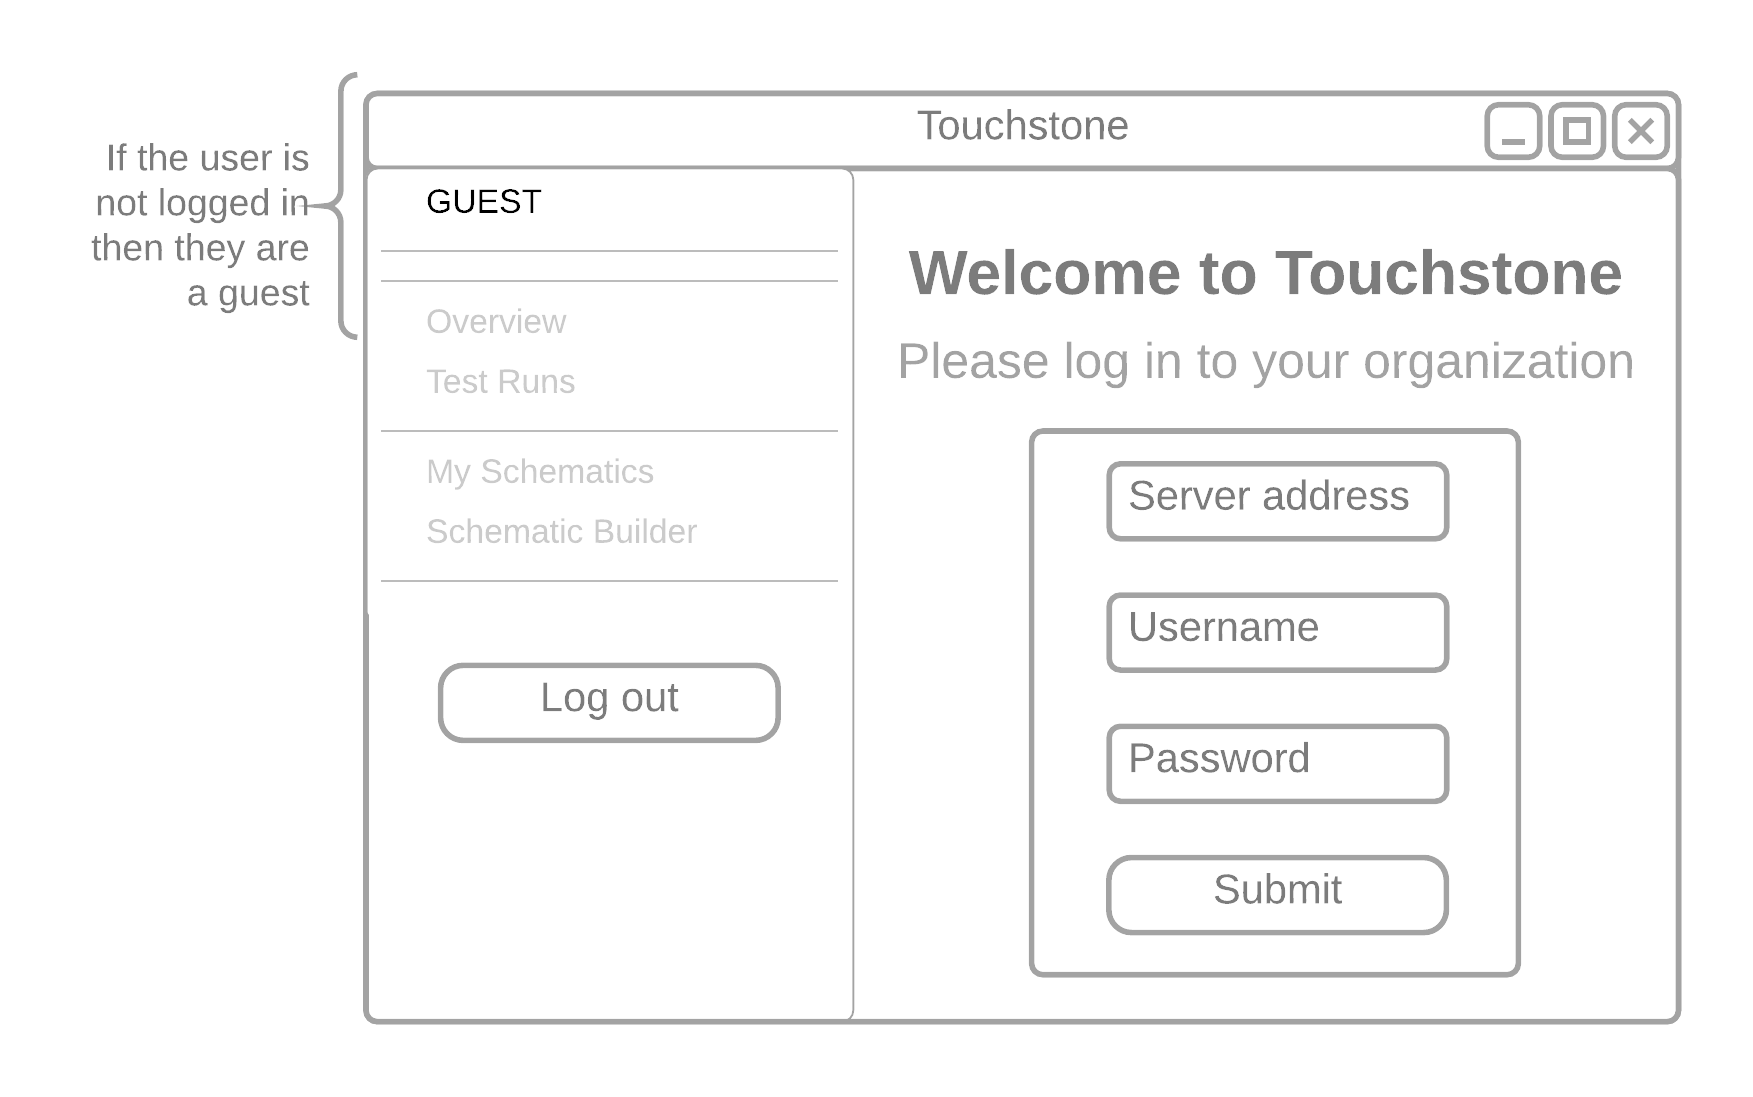 Touchstone
If the user is
not logged in
then they are
a guest
GUEST
Overview
Test Runs
My Schematics
Schematic Builder
Log out
Welcome to Touchstone
Please log in to your organization
Server address
Username
Password
Submit